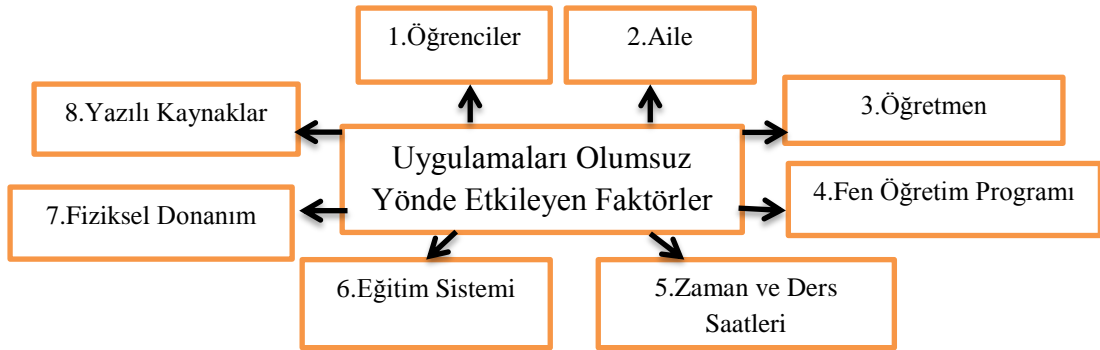 1.Öğrenciler
2.Aile
8.Yazılı Kaynaklar
3.Öğretmen
Uygulamaları Olumsuz
Yönde Etkileyen Faktörler
4.Fen Öğretim Programı
7.Fiziksel Donanım
6.Eğitim Sistemi
5.Zaman ve Ders
Saatleri